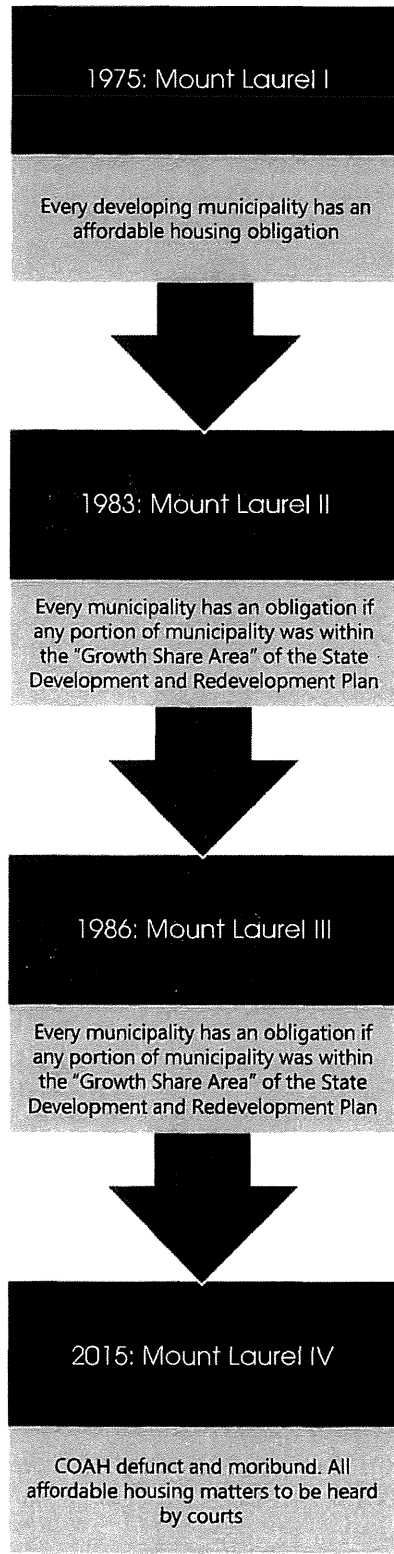 1975: Mount Laurel I
Every developing municipality has an
affordable housing obligation
1983: Mount Laurel II
Every municipality has an obligation if
any portion of municipality was within
the "Growth Share Area" of the State
Development and Redevelopment Plan
1986: Mount Laurel III
Every municipality has an obligation if
any portion of municipality was within
the "Growth Share Area" of the State
Development and Redevelopment Plan
2015: Mount Laurel IV
COAH defunct and moribund. All
affordable housing matters to be heard
by courts